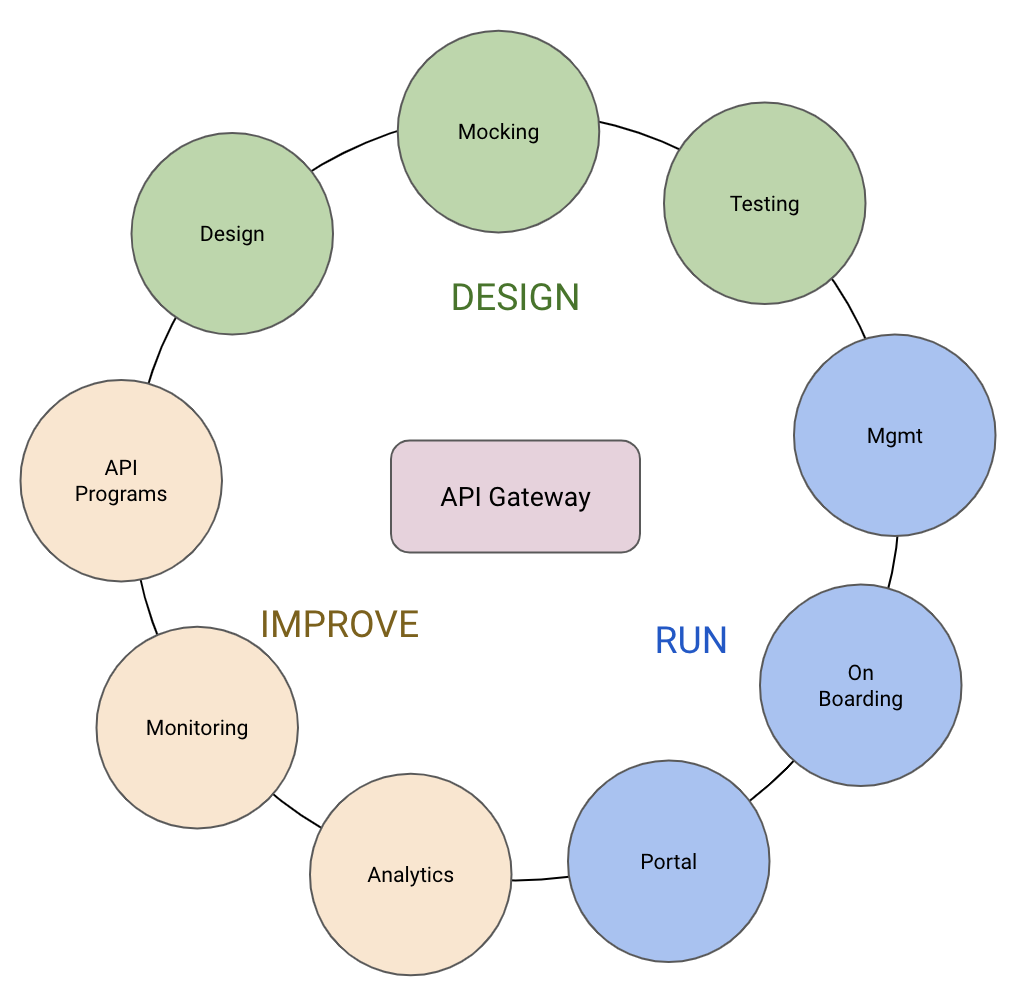 Mocking
Testing
Design
DESIGN
Mgmt
API
Programs
API Gateway
IMPROVE
RUN
On
Boarding
Monitoring
Portal
Analytics